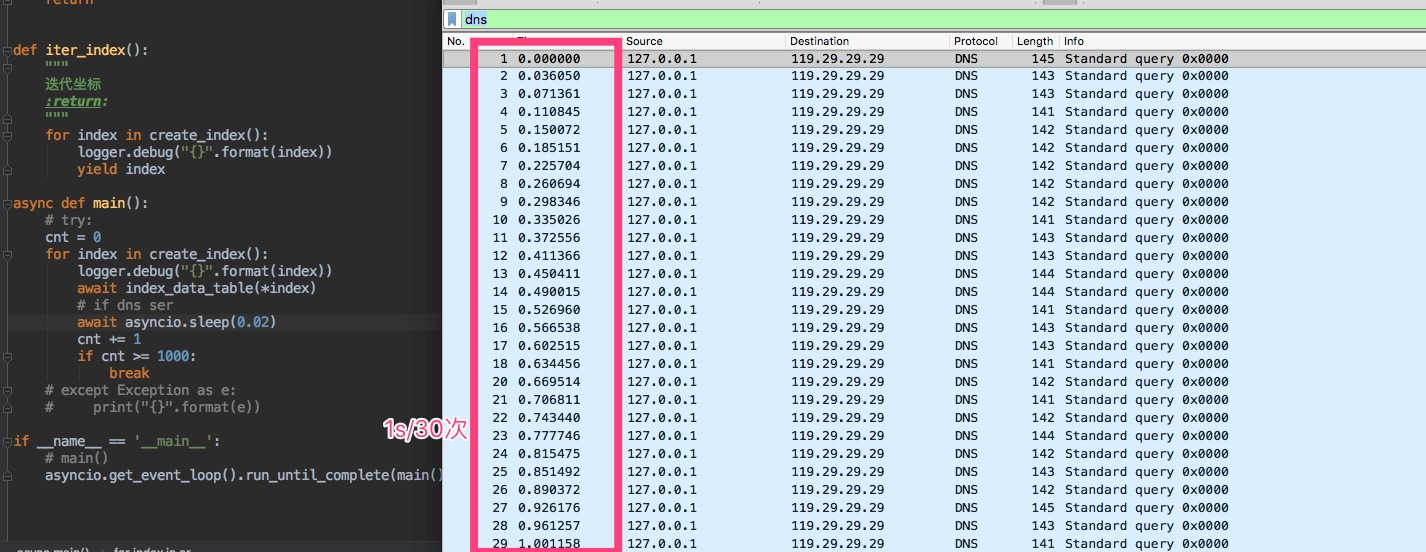 return
def iter_index():
"""
迭代坐标
:return:
"""
for index in create_index():
logger.debug("{}".format(index))
yield index
async def main():
# try:
cnt = 0
for index in create_index():
logger.debug("{}".format(index))
await index_data_table(*index)
# if dns ser
await asyncio.sleep(0.02)
cnt += 1
if cnt >= 1000:
break
# except Exception as e:
#     print("{}".format(e))
if __name__ == '__main__':
# main()
asyncio.get_event_loop().run_until_complete(main()
1s/30次
dns
No. Source Destination Protocol Length Info
1 0.000000 127.0.0.1 119.29.29.29 DNS 145 Standard query 0x0000
2 0.036050 127.0.0.1 119.29.29.29 DNS 143 Standard query 0x0000
3 0.071361 127.0.0.1 119.29.29.29 DNS 143 Standard query 0x0000
4 0.110845 127.0.0.1 119.29.29.29 DNS 141 Standard query 0x0000
5 0.150072 127.0.0.1 119.29.29.29 DNS 142 Standard query 0x0000
6 0.185151 127.0.0.1 119.29.29.29 DNS 142 Standard query 0x0000
7 0.225704 127.0.0.1 119.29.29.29 DNS 142 Standard query 0x0000
8 0.260694 127.0.0.1 119.29.29.29 DNS 142 Standard query 0x0000
9 0.298346 127.0.0.1 119.29.29.29 DNS 142 Standard query 0x0000
10 0.335026 127.0.0.1 119.29.29.29 DNS 141 Standard query 0x0000
11 0.372556 127.0.0.1 119.29.29.29 DNS 143 Standard query 0x0000
12 0.411366 127.0.0.1 119.29.29.29 DNS 143 Standard query 0x0000
13 0.450411 127.0.0.1 119.29.29.29 DNS 144 Standard query 0x0000
14 0.490015 127.0.0.1 119.29.29.29 DNS 144 Standard query 0x0000
15 0.526960 127.0.0.1 119.29.29.29 DNS 141 Standard query 0x0000
16 0.566538 127.0.0.1 119.29.29.29 DNS 143 Standard query 0x0000
17 0.602515 127.0.0.1 119.29.29.29 DNS 143 Standard query 0x0000
18 0.634456 127.0.0.1 119.29.29.29 DNS 141 Standard query 0x0000
20 0.669514 127.0.0.1 119.29.29.29 DNS 142 Standard query 0x0000
21 0.706811 127.0.0.1 119.29.29.29 DNS 141 Standard query 0x0000
22 0.743440 127.0.0.1 119.29.29.29 DNS 142 Standard query 0x0000
23 0.777746 127.0.0.1 119.29.29.29 DNS 144 Standard query 0x0000
24 0.815475 127.0.0.1 119.29.29.29 DNS 142 Standard query 0x0000
25 0.851492 127.0.0.1 119.29.29.29 DNS 143 Standard query 0x0000
26 0.890372 127.0.0.1 119.29.29.29 DNS 142 Standard query 0x0000
27 0.926176 127.0.0.1 119.29.29.29 DNS 145 Standard query 0x0000
28 0.961257 127.0.0.1 119.29.29.29 DNS 143 Standard query 0x0000
29 1.001158 127.0.0.1 119.29.29.29 DNS 141 Standard query 0x0000